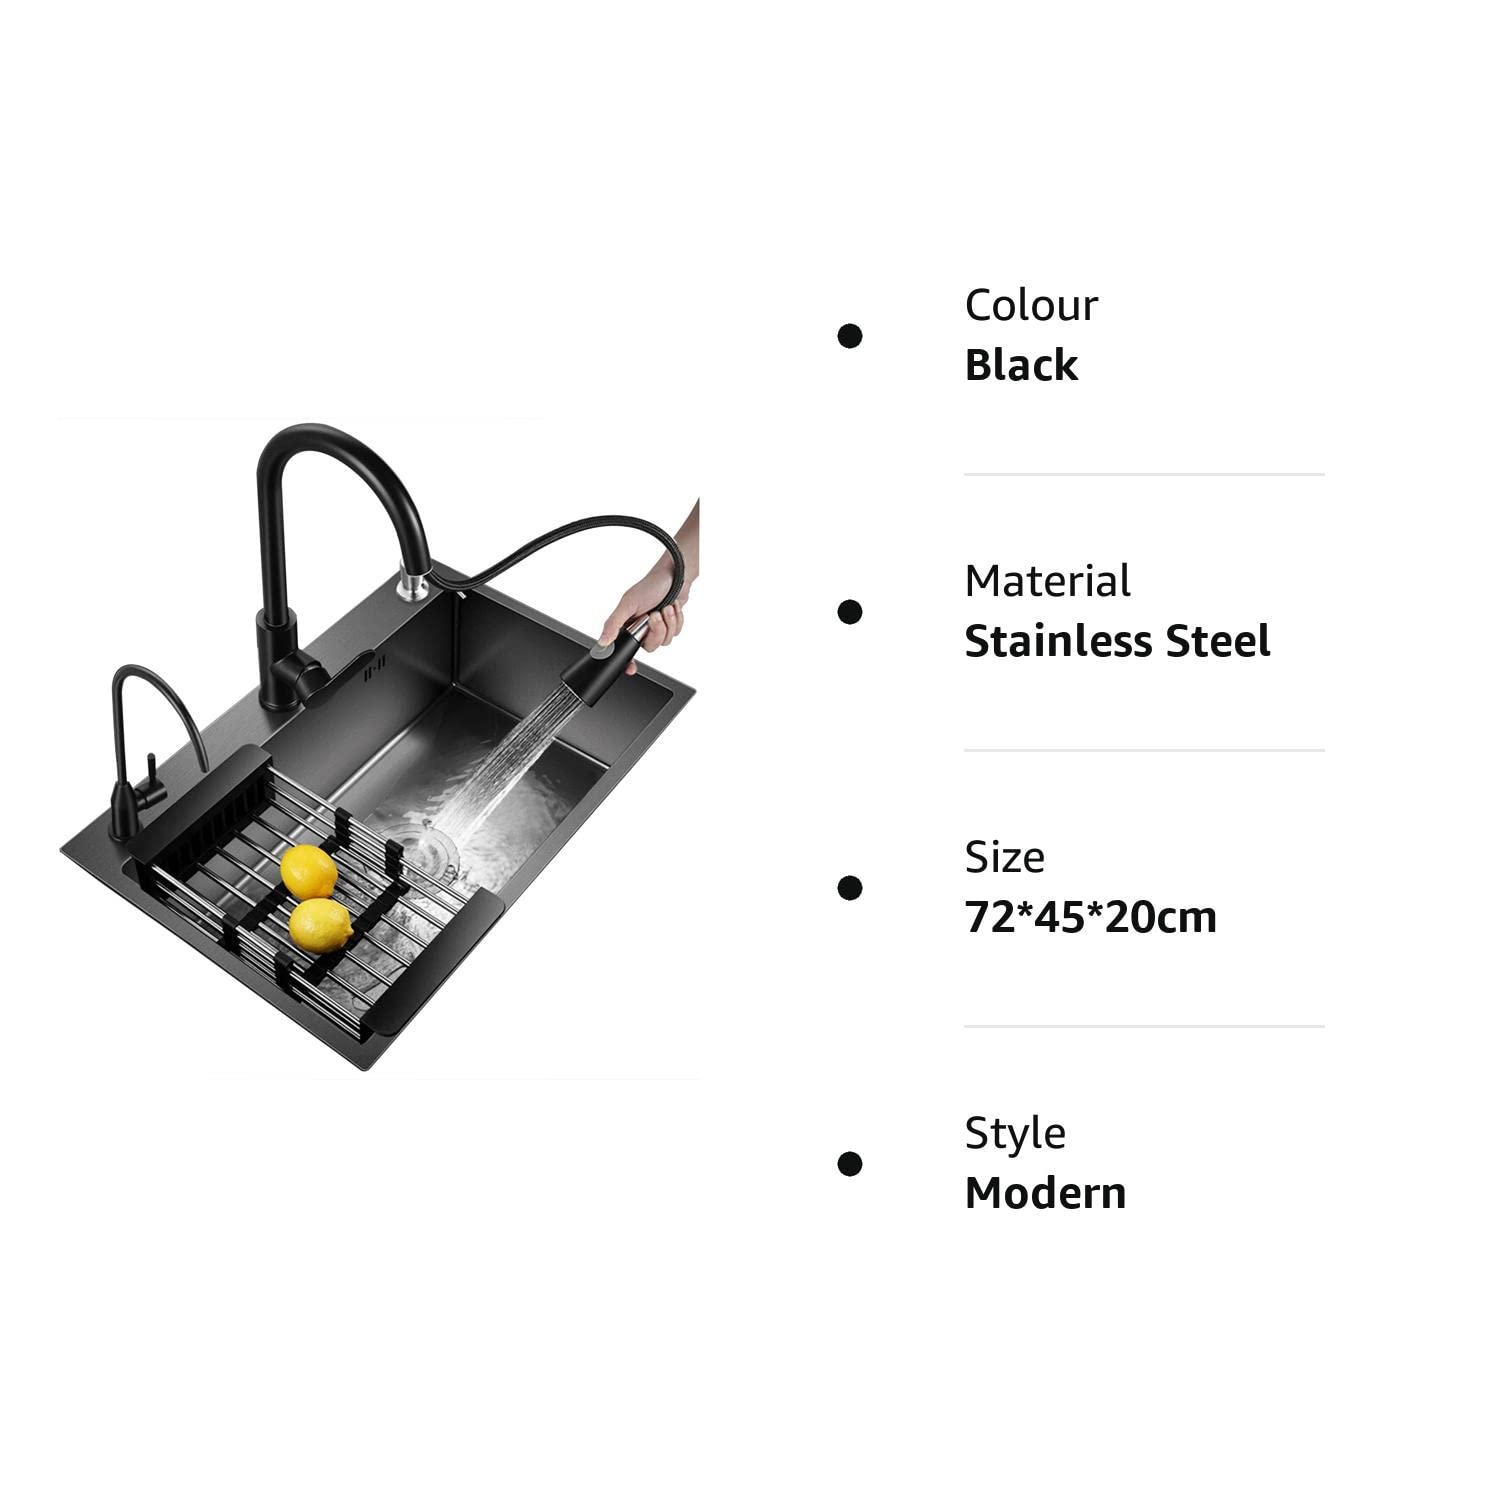 Colour
Black
Material
Stainless Steel
Size
72*45*20cm
Style
Modern